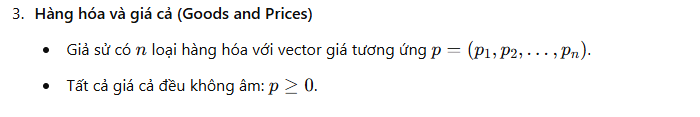 3. Hàng hóa và giá cả (Goods and Prices)
• Giả sử có n loại hàng hóa với vector giá tương ứng p = (p₁, p₂, . . . , pₙ).
• Tất cả giá cả đều không âm: p ≥ 0.